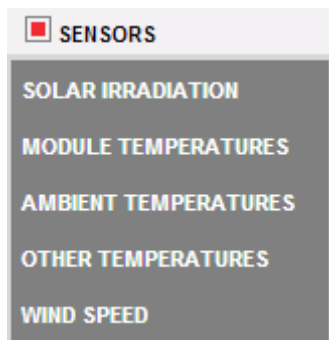 SENSORS
SOLAR IRRADIATION
MODULE TEMPERATURES
AMBIENT TEMPERATURES
OTHER TEMPERATURES
WIND SPEED